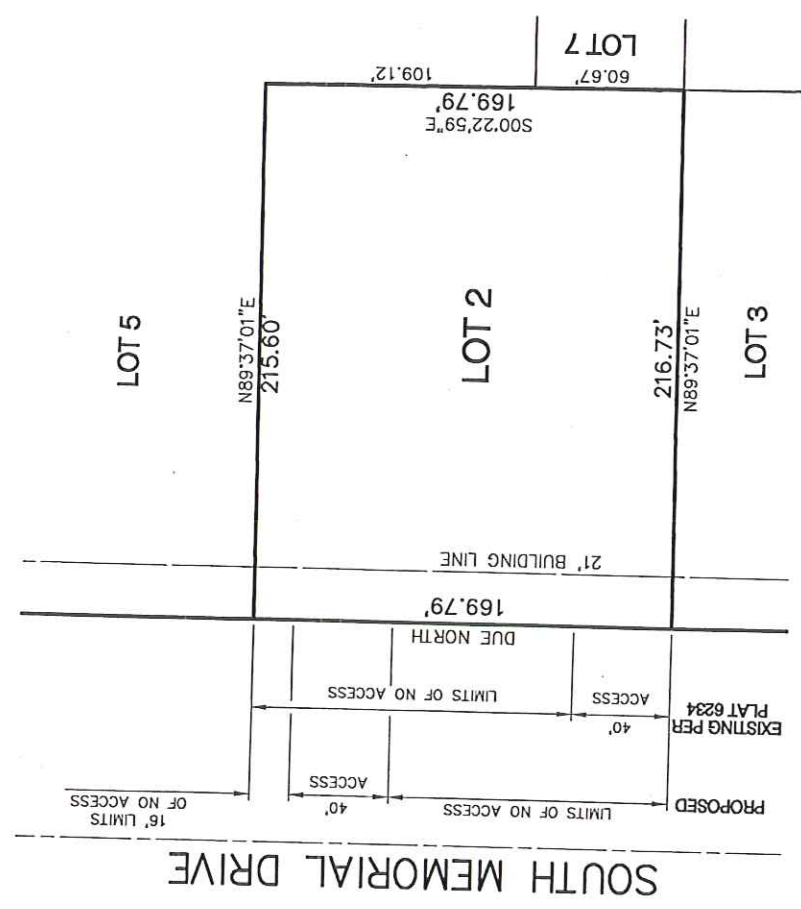 LOT 7
60.67'
109.12'
169.79'
S00°22'59"E
LOT 5
N89°37'01"E
215.60'
LOT 2
216.73'
N89°37'01"E
LOT 3
21' BUILDING LINE
169.79'
DUE NORTH
EXISTING PER
PLAT 6234
40'
ACCESS
LIMITS OF NO ACCESS
PROPOSED
LIMITS OF NO ACCESS
40'
ACCESS
16' LIMITS
OF NO ACCESS
SOUTH MEMORIAL DRIVE